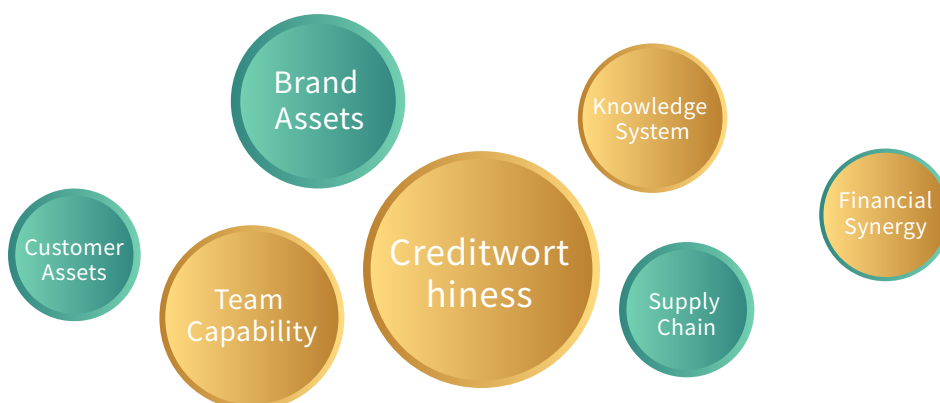 Brand
Assets
Knowledge
System
Financial
Synergy
Customer
Assets
Creditwort
hiness
Team
Capability
Supply
Chain